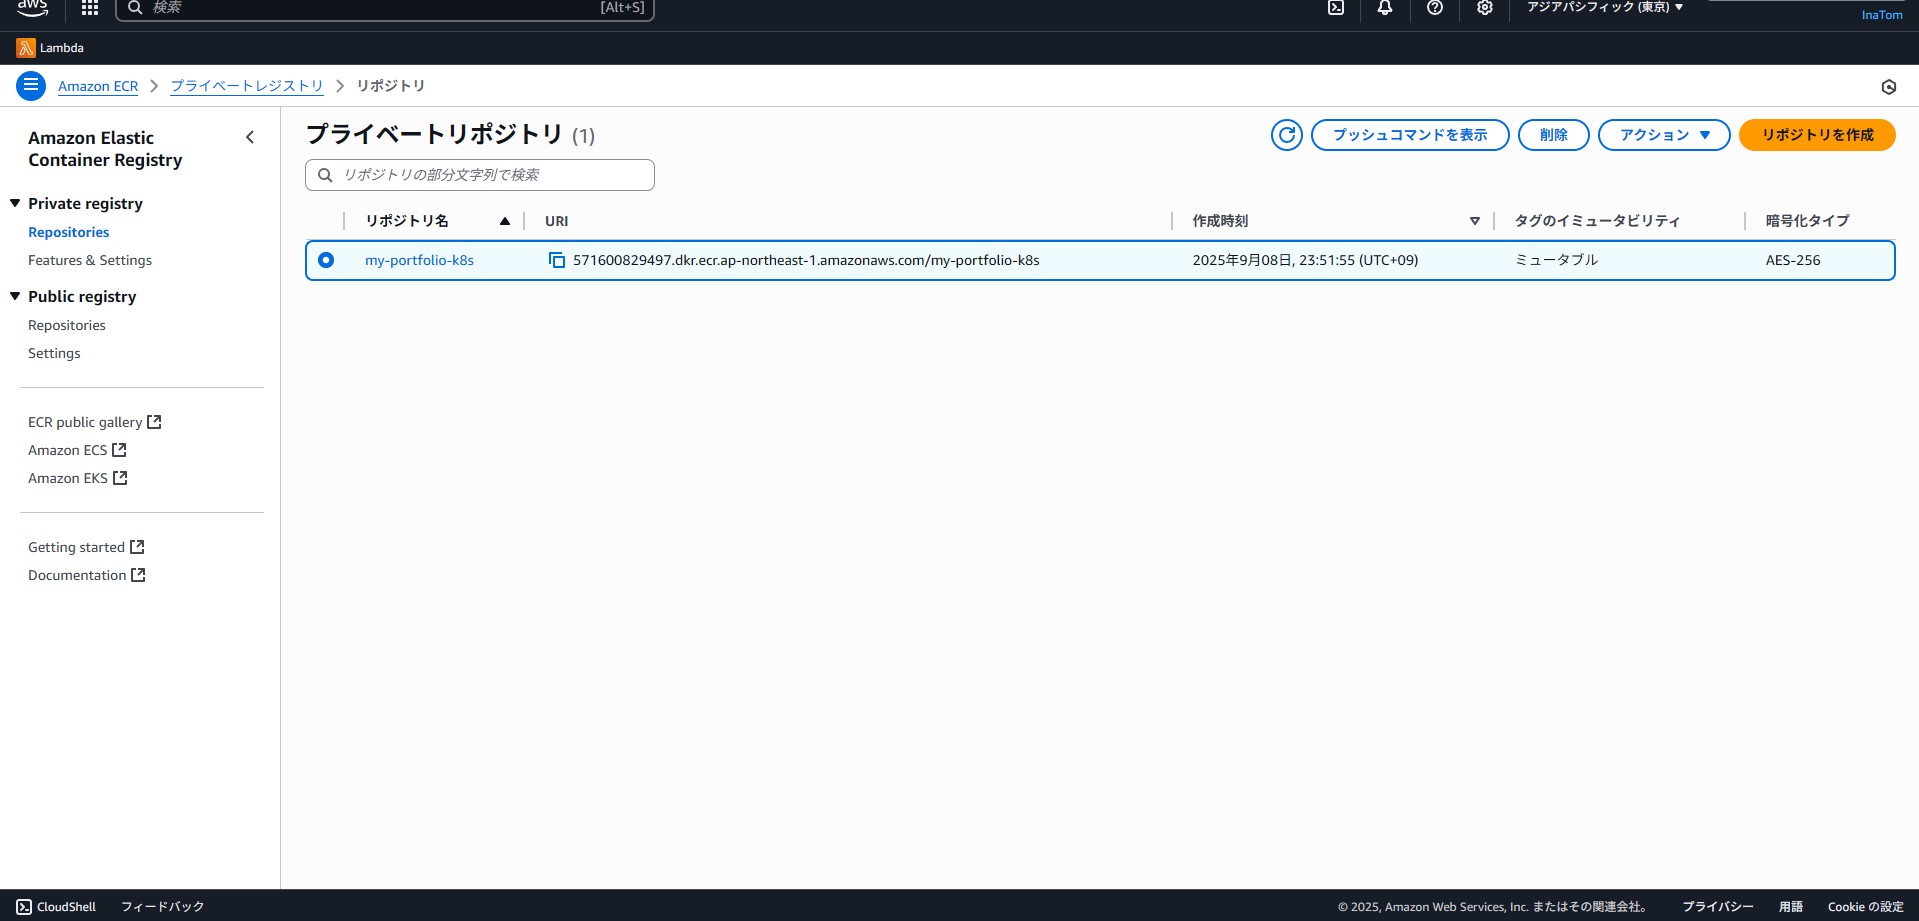 aws
検索
[Alt+S]
アジアパシフィック (東京)
InaTom
Lambda
Amazon ECR
プライベートレジストリ
リポジトリ
Amazon Elastic
Container Registry
Private registry
Repositories
Features & Settings
Public registry
Repositories
Settings
ECR public gallery
Amazon ECS
Amazon EKS
Getting started
Documentation
プライベートリポジトリ (1)
プッシュコマンドを表示
削除
アクション
リポジトリを作成
リポジトリの部分文字列で検索
リポジトリ名 URI 作成時刻 タグのイミュータビリティ 暗号化タイプ
my-portfolio-k8s 571600829497.dkr.ecr.ap-northeast-1.amazonaws.com/my-portfolio-k8s 2025年9月08日, 23:51:55 (UTC+09) ミュータブル AES-256
CloudShell フィードバック © 2025, Amazon Web Services, Inc. またはその関連会社。 プライバシー 用語 Cookie の設定